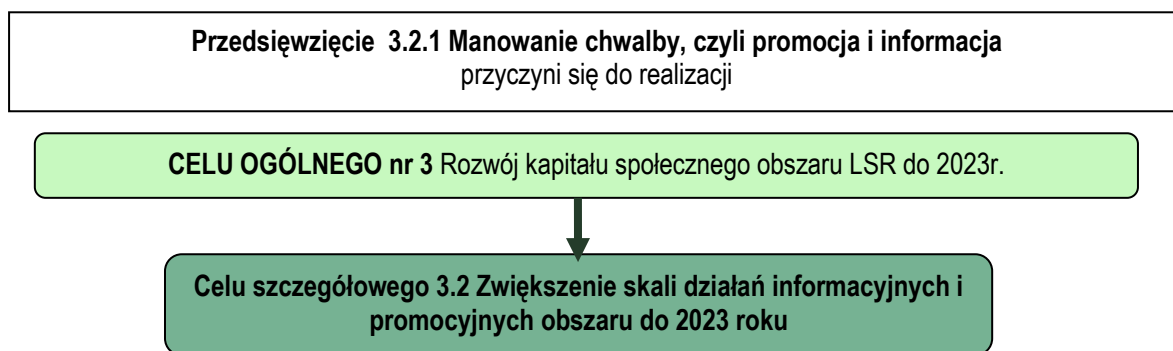 Przedsięwzięcie 3.2.1 Manowanie chwalby, czyli promocja i informacja
przyczyni się do realizacji
CELU OGÓLNEGO nr 3 Rozwój kapitału społecznego obszaru LSR do 2023r.
Celu szczegółowego 3.2 Zwiększenie skali działań informacyjnych i
promocyjnych obszaru do 2023 roku